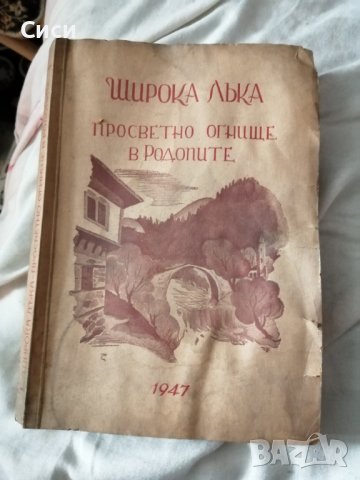 Сиси
ШИРОКА ЛЪКА
ПРОСВЕТНО ОГНИЩЕ
В РОДОПИТЕ
1947
BAZAR